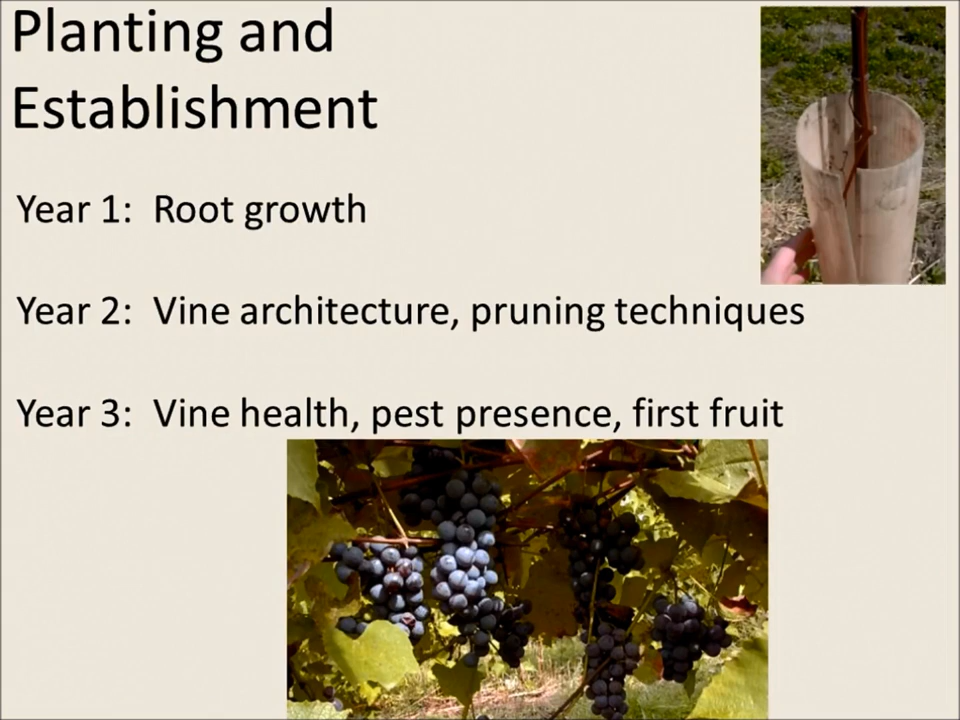 Planting and
Establishment
Year 1: Root growth
Year 2: Vine architecture, pruning techniques
Year 3: Vine health, pest presence, first fruit